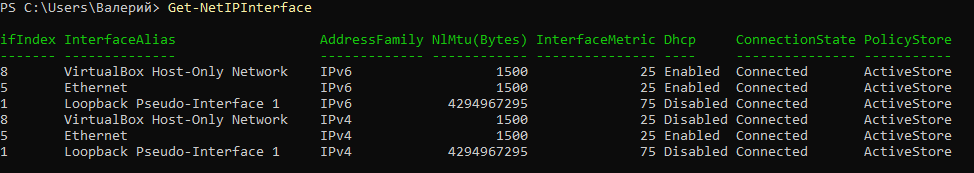 PS C:\Users\Валерий> Get-NetIPInterface
ifIndex InterfaceAlias                  AddressFamily NlMtu(Bytes) InterfaceMetric Dhcp     ConnectionState PolicyStore
------- --------------                  ------------- ------------ --------------- ----     --------------- -----------
8       VirtualBox Host-Only Network    IPv6                  1500              25 Enabled  Connected       ActiveStore
5       Ethernet                        IPv6                  1500              25 Enabled  Connected       ActiveStore
1       Loopback Pseudo-Interface 1     IPv6            4294967295              75 Disabled Connected       ActiveStore
8       VirtualBox Host-Only Network    IPv4                  1500              25 Disabled Connected       ActiveStore
5       Ethernet                        IPv4                  1500              25 Enabled  Connected       ActiveStore
1       Loopback Pseudo-Interface 1     IPv4            4294967295              75 Disabled Connected       ActiveStore